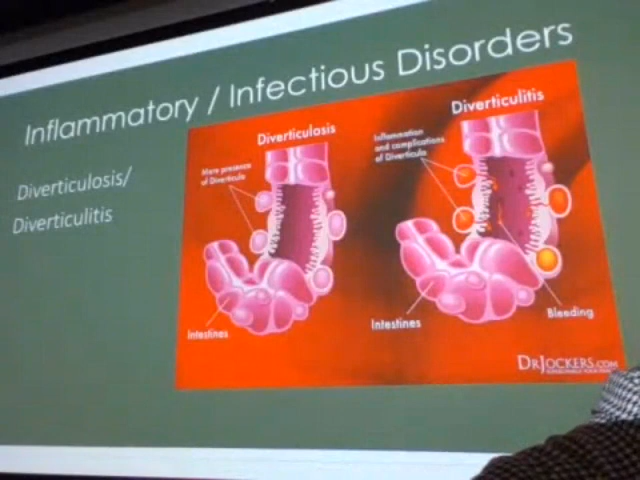 Inflammatory / Infectious Disorders
Diverticulosis/
Diverticulitis
Diverticulosis
Mere presence
of Diverticula
Intestines
Diverticulitis
Inflammation
and complications
of Diverticula
Intestines
Bleeding
DRJOCKERS.COM